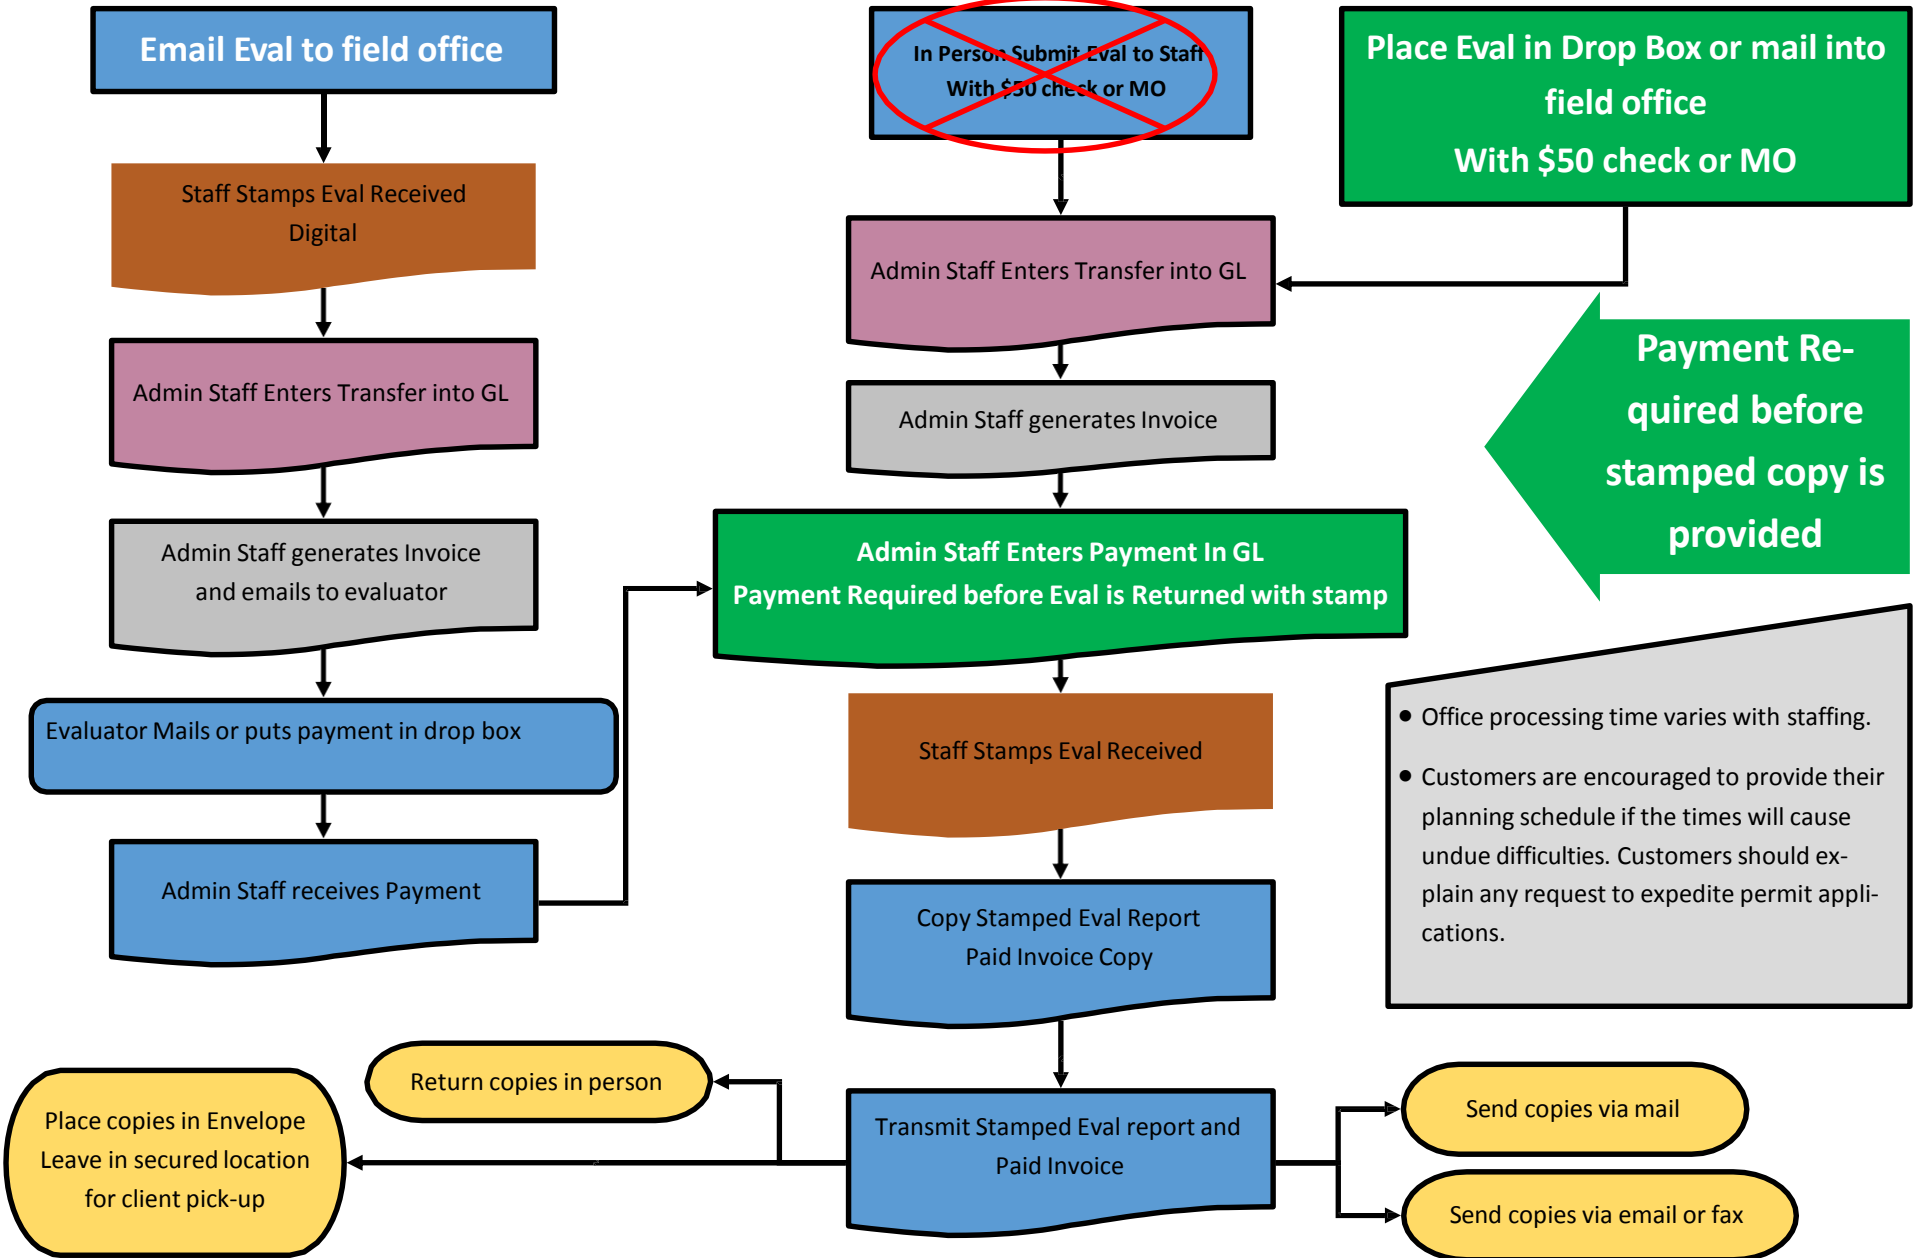 Email Eval to field office
In Person Submit Eval to Staff
With $50 check or MO
Place Eval in Drop Box or mail into
field office
With $50 check or MO
Staff Stamps Eval Received
Digital
Admin Staff Enters Transfer into GL
Admin Staff generates Invoice
and emails to evaluator
Evaluator Mails or puts payment in drop box
Admin Staff receives Payment
Admin Staff Enters Transfer into GL
Admin Staff generates Invoice
Admin Staff Enters Payment In GL
Payment Required before Eval is Returned with stamp
Staff Stamps Eval Received
Copy Stamped Eval Report
Paid Invoice Copy
Transmit Stamped Eval report and
Paid Invoice
Payment Re-
quired before
stamped copy is
provided
• Office processing time varies with staffing.
• Customers are encouraged to provide their
planning schedule if the times will cause
undue difficulties. Customers should ex-
plain any request to expedite permit appli-
cations.
Return copies in person
Place copies in Envelope
Leave in secured location
for client pick-up
Send copies via mail
Send copies via email or fax